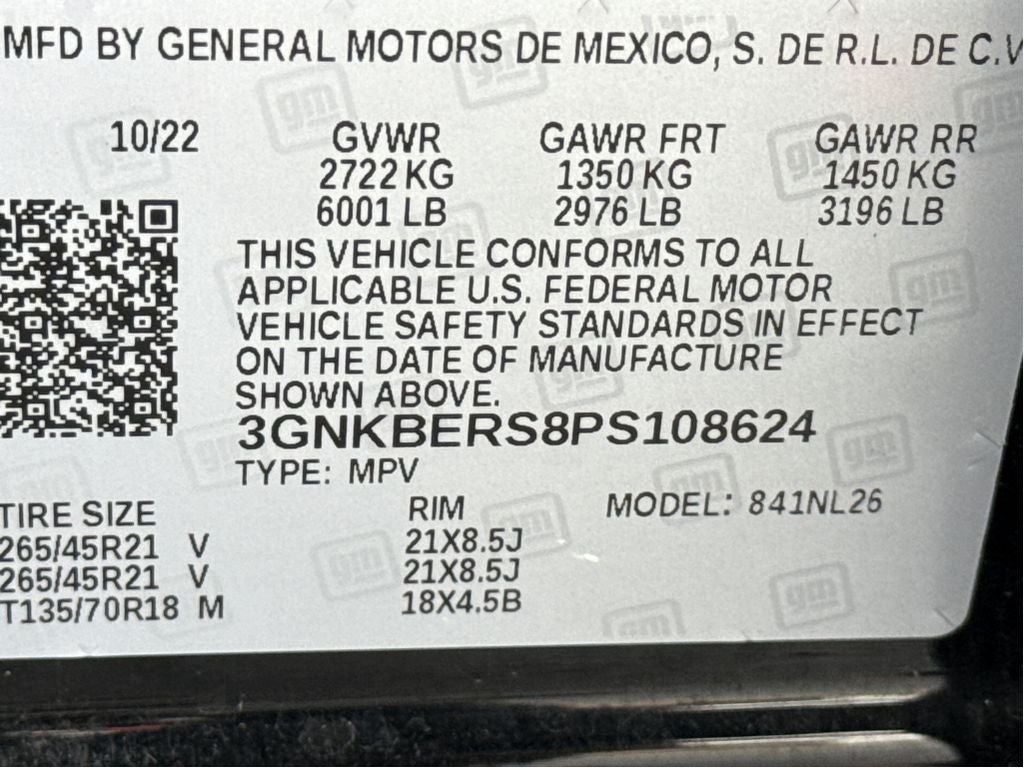 MFD BY GENERAL MOTORS DE MEXICO, S. DE R.L. DE C.V
10/22 GVWR GAWR FRT GAWR RR
2722 KG 1350 KG 1450 KG
6001 LB 2976 LB 3196 LB
THIS VEHICLE CONFORMS TO ALL
APPLICABLE U.S. FEDERAL MOTOR
VEHICLE SAFETY STANDARDS IN EFFECT
ON THE DATE OF MANUFACTURE
SHOWN ABOVE.
3GNKBERS8PS108624
TYPE: MPV
TIRE SIZE RIM MODEL: 841NL26
265/45R21 V 21X8.5J
265/45R21 V 21X8.5J
T135/70R18 M 18X4.5B